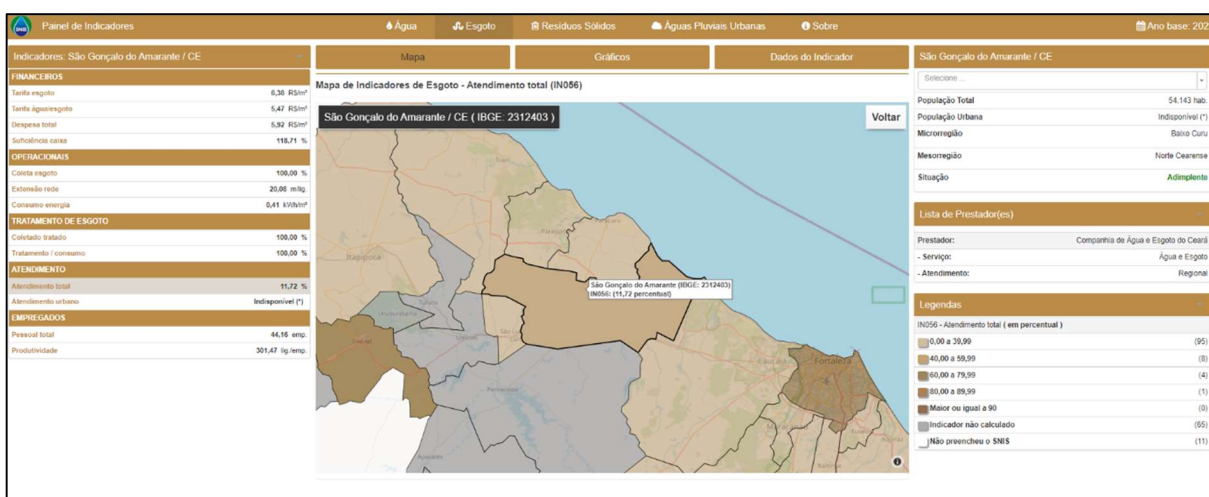 SNIS
Painel de Indicadores
Água
Esgoto
Resíduos Sólidos
Águas Pluviais Urbanas
Sobre
Ano base: 202
Indicadores: São Gonçalo do Amarante / CE
FINANCEIROS
Tarifa esgoto 6,38 R$/m³
Tarifa água/esgoto 5,47 R$/m³
Despesa total 5,92 R$/m³
Suficiência caixa 118,71 %
OPERACIONAIS
Coleta esgoto 100,00 %
Extensão rede 20,08 m/lig.
Consumo energia 0,41 kWh/m³
TRATAMENTO DE ESGOTO
Coletado tratado 100,00 %
Tratamento / consumo 100,00 %
ATENDIMENTO
Atendimento total 11,72 %
Atendimento urbano Indisponível (*)
EMPREGADOS
Pessoal total 44,16 emp.
Produtividade 301,47 lig./emp.
Mapa
Gráficos
Dados do Indicador
Mapa de Indicadores de Esgoto - Atendimento total (IN056)
São Gonçalo do Amarante / CE ( IBGE: 2312403 )
Voltar
Paraipaba
Itapipoca
São Gonçalo do Amarante (IBGE: 2312403)
IN056: (11,72 percentual)
Umirim
Caucaia
Fortaleza
Pentecoste
Maracanaú
Apuiarés
São Gonçalo do Amarante / CE
Selecione ...
População Total 54.143 hab.
População Urbana Indisponível (*)
Microrregião Baixo Curu
Mesorregião Norte Cearense
Situação Adimplente
Lista de Prestador(es)
Prestador: Companhia de Água e Esgoto do Ceará
- Serviço: Água e Esgoto
- Atendimento: Regional
Legendas
IN056 - Atendimento total ( em percentual )
0,00 a 39,99 (95)
40,00 a 59,99 (8)
60,00 a 79,99 (4)
80,00 a 89,99 (1)
Maior ou igual a 90 (0)
Indicador não calculado (65)
Não preencheu o SNIS (11)